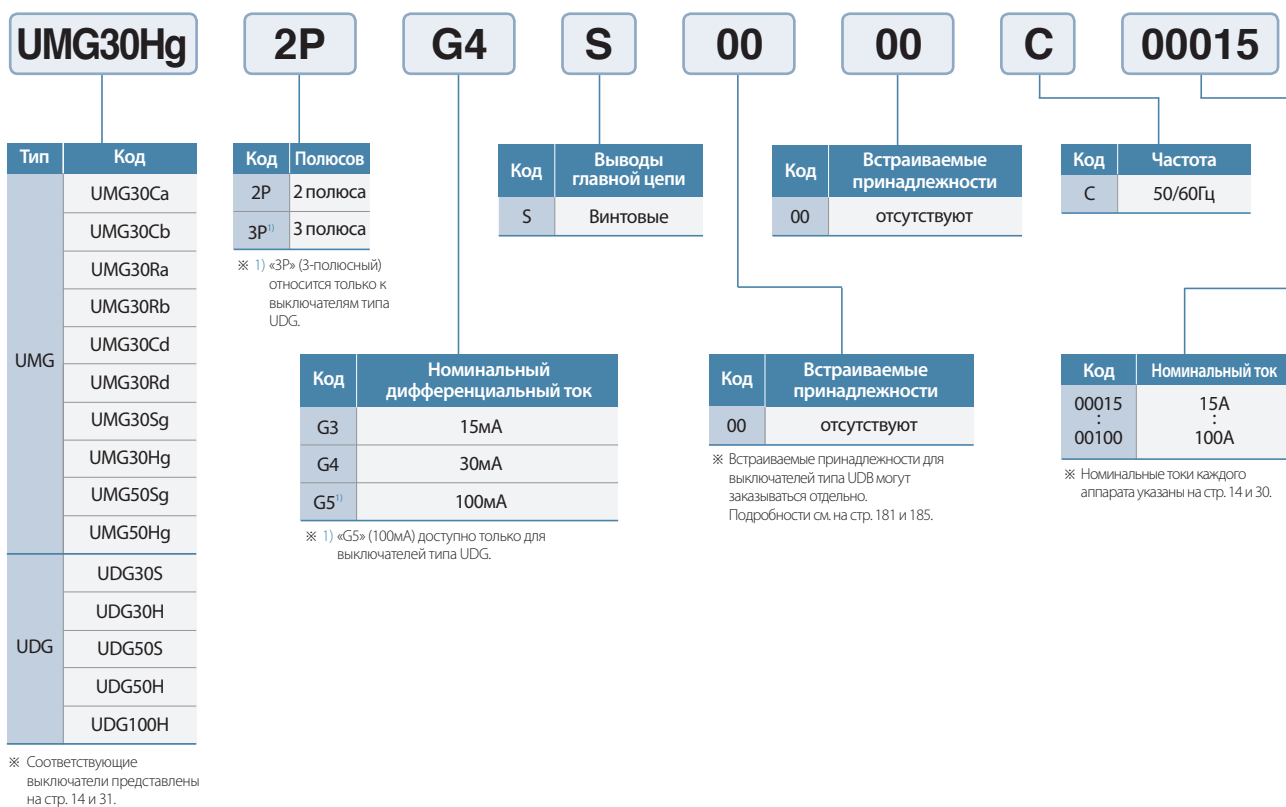 UMG30Hg 2P G4 S 00 00 C 00015
Тип Код
UMG
UMG30Ca
UMG30Cb
UMG30Ra
UMG30Rb
UMG30Cd
UMG30Rd
UMG30Sg
UMG30Hg
UMG50Sg
UMG50Hg
UDG
UDG30S
UDG30H
UDG50S
UDG50H
UDG100H
※ Соответствующие
выключатели представлены
на стр. 14 и 31.
Код Полюсов
2P 2 полюса
3P¹⁾ 3 полюса
※ 1) «3P» (3-полюсный)
относится только к
выключателям типа
UDG.
Код Номинальный
дифференциальный ток
G3 15мА
G4 30мА
G5¹⁾ 100мА
※ 1) «G5» (100мА) доступно только для
выключателей типа UDG.
Код Выводы
главной цепи
S Винтовые
Код Встраиваемые
принадлежности
00 отсутствуют
※ Встраиваемые принадлежности для
выключателей типа UDB могут
заказываться отдельно.
Подробности см. на стр. 181 и 185.
Код Встраиваемые
принадлежности
00 отсутствуют
Код Частота
C 50/60Гц
Код Номинальный ток
00015 15А
: :
00100 100А
※ Номинальные токи каждого
аппарата указаны на стр. 14 и 30.